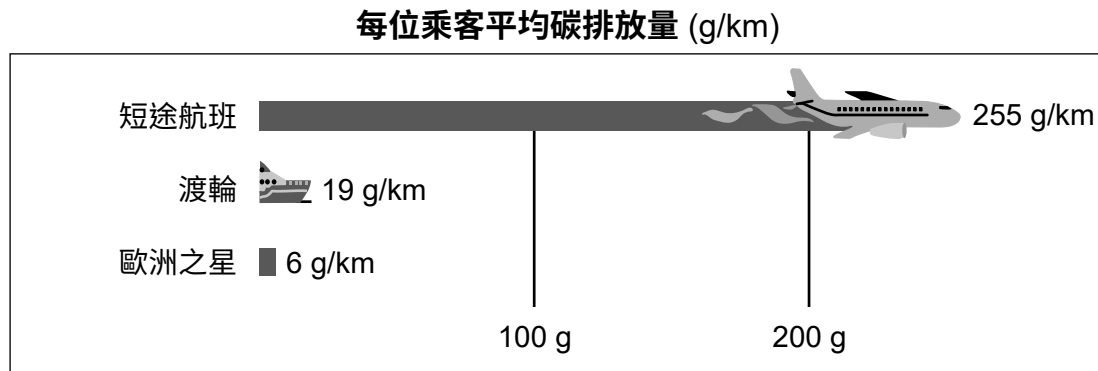 每位乘客平均碳排放量 (g/km)
短途航班 255 g/km
渡輪 19 g/km
歐洲之星 6 g/km
100 g 200 g